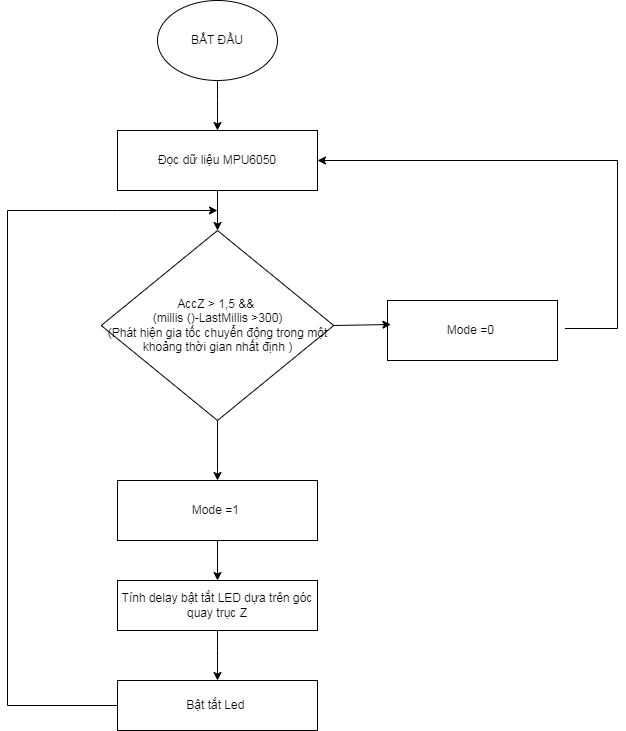 BẮT ĐẦU
Đọc dữ liệu MPU6050
AccZ > 1,5 &&
(millis ()-LastMillis >300)
(Phát hiện gia tốc chuyển động trong một
khoảng thời gian nhất định )
Mode =0
Mode =1
Tính delay bật tắt LED dựa trên góc
quay trục Z
Bật tắt Led